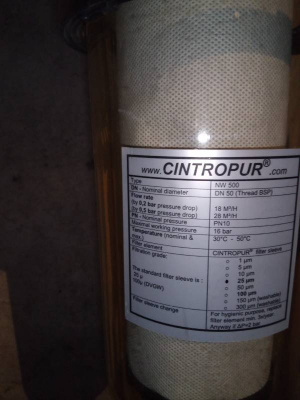 www.CINTROPUR®.com
Type NW 500
DN - Nominal diameter DN 50 (Thread BSP)
Flow rate
(by 0,2 bar pressure drop) 18 M³/H
(by 0,5 bar pressure drop) 28 M³/H
PN - Nominal pressure PN10
Maximal working pressure 16 bar
Temperature (nominal & 30°C - 50°C
Filter element CINTROPUR® filter sleeve
Filtration grade: 1 µm
5 µm
10 µm
The standard filter sleeve is : 25 µm
25 µ 50 µm
(DVGW) 100 µm
150 µm (washable)
300 µm (washable)
Filter sleeve change For hygienic purpose,
filter element
Anyway if ΔP=2 bar